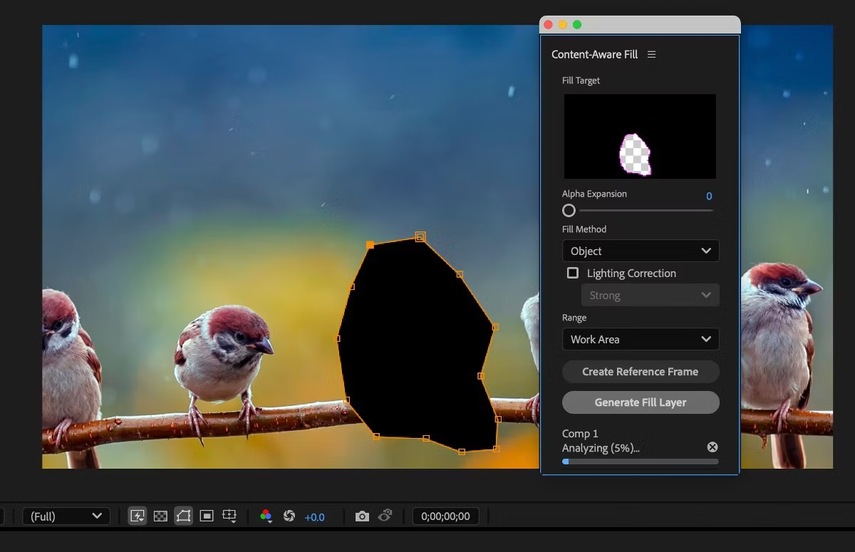 Content-Aware Fill
Fill Target
Alpha Expansion
0
Fill Method
Object
Lighting Correction
Strong
Range
Work Area
Create Reference Frame
Generate Fill Layer
Comp 1
Analyzing (5%)...
(Full)
+0.0
0;00;00;00